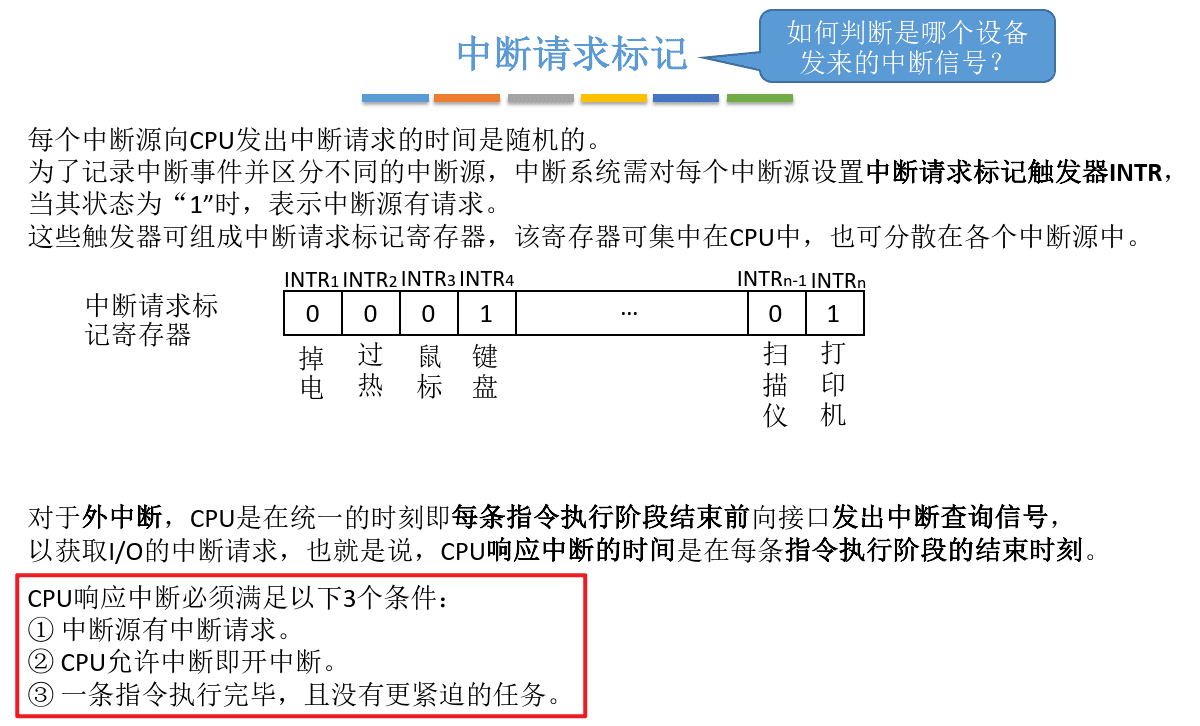 中断请求标记
如何判断是哪个设备
发来的中断信号？
每个中断源向CPU发出中断请求的时间是随机的。
为了记录中断事件并区分不同的中断源，中断系统需对每个中断源设置中断请求标记触发器INTR，
当其状态为“1”时，表示中断源有请求。
这些触发器可组成中断请求标记寄存器，该寄存器可集中在CPU中，也可分散在各个中断源中。
INTR1 INTR2 INTR3 INTR4 INTRn-1 INTRn
中断请求标
记寄存器
0 0 0 1 ... 0 1
掉电 过热 鼠标 键盘 扫描仪 打印机
对于外中断，CPU是在统一的时刻即每条指令执行阶段结束前向接口发出中断查询信号，
以获取I/O的中断请求，也就是说，CPU响应中断的时间是在每条指令执行阶段的结束时刻。
CPU响应中断必须满足以下3个条件：
① 中断源有中断请求。
② CPU允许中断即开中断。
③ 一条指令执行完毕，且没有更紧迫的任务。